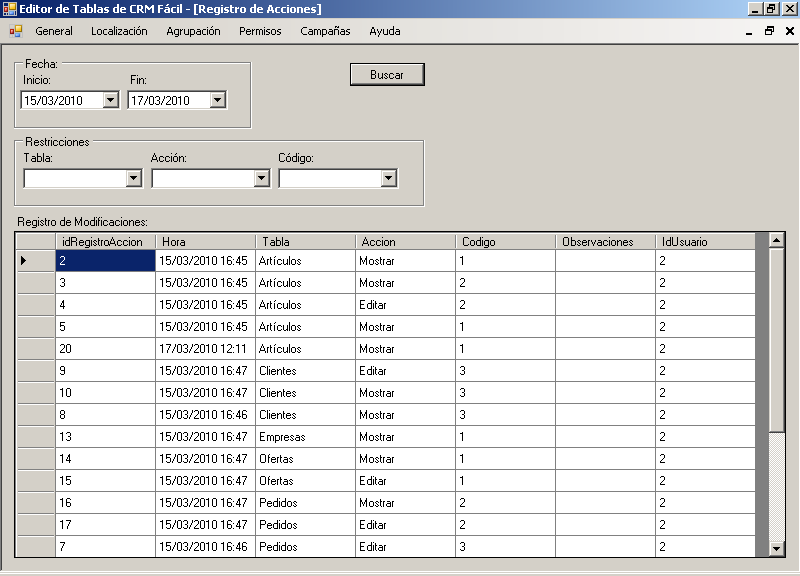 Editor de Tablas de CRM Fácil - [Registro de Acciones]
General Localización Agrupación Permisos Campañas Ayuda
Fecha:
Inicio: Fin:
15/03/2010 17/03/2010
Buscar
Restricciones
Tabla: Acción: Código:
Registro de Modificaciones:
idRegistroAccion Hora Tabla Accion Codigo Observaciones IdUsuario
2 15/03/2010 16:45 Artículos Mostrar 1 2
3 15/03/2010 16:45 Artículos Mostrar 2 2
4 15/03/2010 16:45 Artículos Editar 2 2
5 15/03/2010 16:45 Artículos Mostrar 1 2
20 17/03/2010 12:11 Artículos Mostrar 1 2
9 15/03/2010 16:47 Clientes Editar 3 2
10 15/03/2010 16:47 Clientes Mostrar 3 2
8 15/03/2010 16:46 Clientes Mostrar 3 2
13 15/03/2010 16:47 Empresas Mostrar 1 2
14 15/03/2010 16:47 Ofertas Mostrar 1 2
15 15/03/2010 16:47 Ofertas Editar 1 2
16 15/03/2010 16:47 Pedidos Mostrar 2 2
17 15/03/2010 16:47 Pedidos Editar 2 2
7 15/03/2010 16:46 Pedidos Editar 3 2